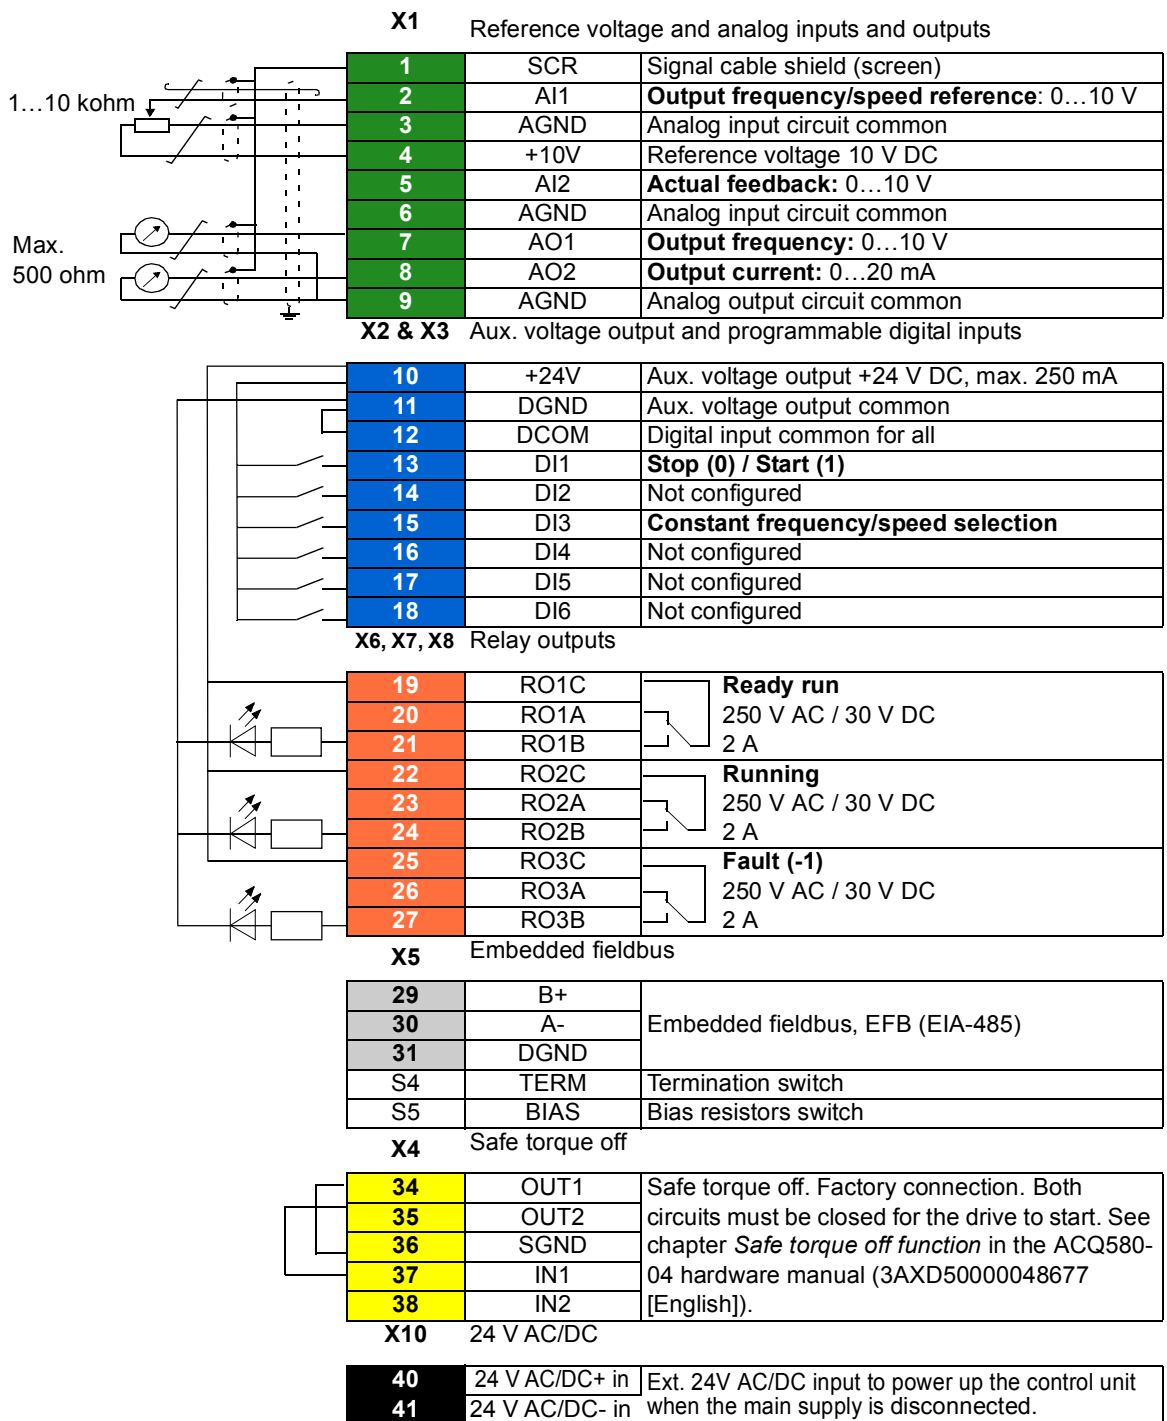 X1 Reference voltage and analog inputs and outputs
1 SCR Signal cable shield (screen)
1…10 kohm
2 AI1 Output frequency/speed reference: 0…10 V
3 AGND Analog input circuit common
4 +10V Reference voltage 10 V DC
5 AI2 Actual feedback: 0…10 V
6 AGND Analog input circuit common
Max.
500 ohm
7 AO1 Output frequency: 0…10 V
8 AO2 Output current: 0…20 mA
9 AGND Analog output circuit common
X2 & X3 Aux. voltage output and programmable digital inputs
10 +24V Aux. voltage output +24 V DC, max. 250 mA
11 DGND Aux. voltage output common
12 DCOM Digital input common for all
13 DI1 Stop (0) / Start (1)
14 DI2 Not configured
15 DI3 Constant frequency/speed selection
16 DI4 Not configured
17 DI5 Not configured
18 DI6 Not configured
X6, X7, X8 Relay outputs
19 RO1C Ready run
20 RO1A 250 V AC / 30 V DC
21 RO1B 2 A
22 RO2C Running
23 RO2A 250 V AC / 30 V DC
24 RO2B 2 A
25 RO3C Fault (-1)
26 RO3A 250 V AC / 30 V DC
27 RO3B 2 A
X5 Embedded fieldbus
29 B+
30 A- Embedded fieldbus, EFB (EIA-485)
31 DGND
S4 TERM Termination switch
S5 BIAS Bias resistors switch
X4 Safe torque off
34 OUT1 Safe torque off. Factory connection. Both
35 OUT2 circuits must be closed for the drive to start. See
36 SGND chapter Safe torque off function in the ACQ580-
37 IN1 04 hardware manual (3AXD50000048677
38 IN2 [English]).
X10 24 V AC/DC
40 24 V AC/DC+ in Ext. 24V AC/DC input to power up the control unit
41 24 V AC/DC- in when the main supply is disconnected.